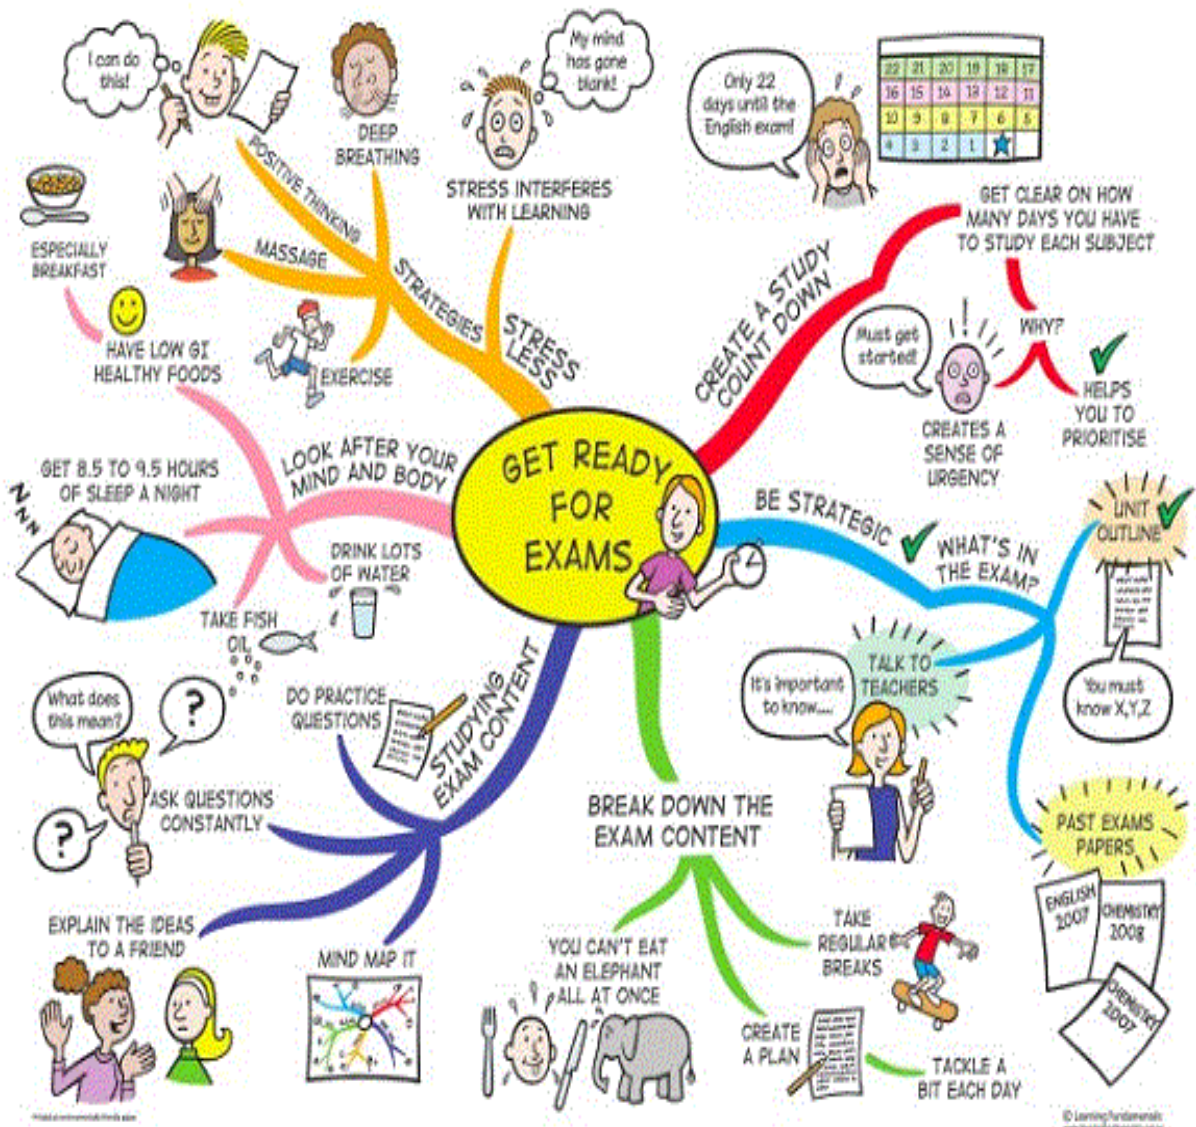 GET READY
FOR
EXAMS
CREATE A STUDY
COUNT DOWN
Only 22
days until the
English exam!
22 21 20 19 18 17
16 15 14 13 12 11
10 9 8 7 6 5
4 3 2 1
GET CLEAR ON HOW
MANY DAYS YOU HAVE
TO STUDY EACH SUBJECT
WHY?
Must get
started!
CREATES A
SENSE OF
URGENCY
HELPS
YOU TO
PRIORITISE
BE STRATEGIC
WHAT'S IN
THE EXAM?
UNIT
OUTLINE
You must
know X,Y,Z
TALK TO
TEACHERS
It's important
to know....
PAST EXAMS
PAPERS
ENGLISH
2007
CHEMISTRY
2008
CHEMISTRY
2007
BREAK DOWN THE
EXAM CONTENT
TAKE
REGULAR
BREAKS
CREATE
A PLAN
TACKLE A
BIT EACH DAY
YOU CAN'T EAT
AN ELEPHANT
ALL AT ONCE
STUDYING
EXAM CONTENT
DO PRACTICE
QUESTIONS
ASK QUESTIONS
CONSTANTLY
What does
this mean?
?
?
EXPLAIN THE IDEAS
TO A FRIEND
MIND MAP IT
LOOK AFTER YOUR
MIND AND BODY
DRINK LOTS
OF WATER
TAKE FISH
OIL
GET 8.5 TO 9.5 HOURS
OF SLEEP A NIGHT
ZZZZ
HAVE LOW GI
HEALTHY FOODS
ESPECIALLY
BREAKFAST
STRESS
LESS
STRATEGIES
EXERCISE
MASSAGE
POSITIVE THINKING
I can do
this!
DEEP
BREATHING
STRESS INTERFERES
WITH LEARNING
My mind
has gone
blank!
© Learning Fundamentals